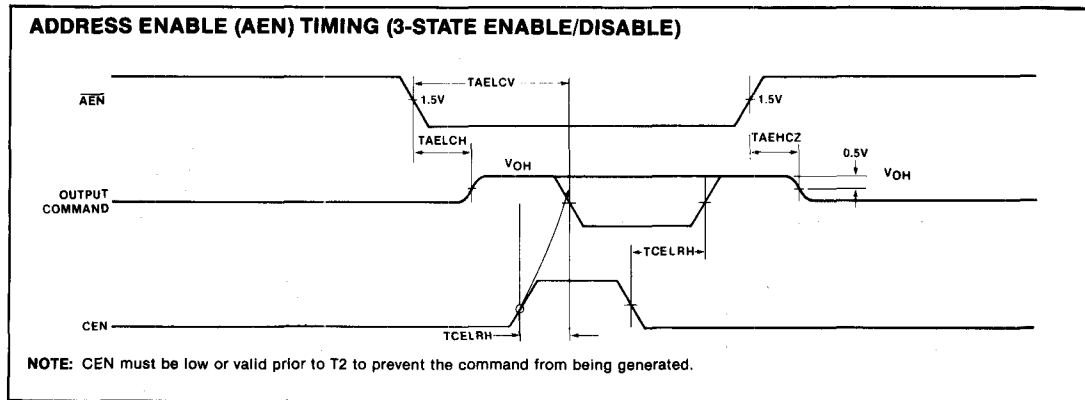 ADDRESS ENABLE (AEN) TIMING (3-STATE ENABLE/DISABLE)
TAELCV
AEN
1.5V
1.5V
TAELCH
TAEHCZ
0.5V
VOH
VOH
OUTPUT
COMMAND
TCELRH
CEN
TCELRH
NOTE: CEN must be low or valid prior to T2 to prevent the command from being generated.